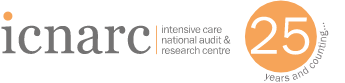 icnarc
intensive care
national audit &
research centre
25
years and counting...